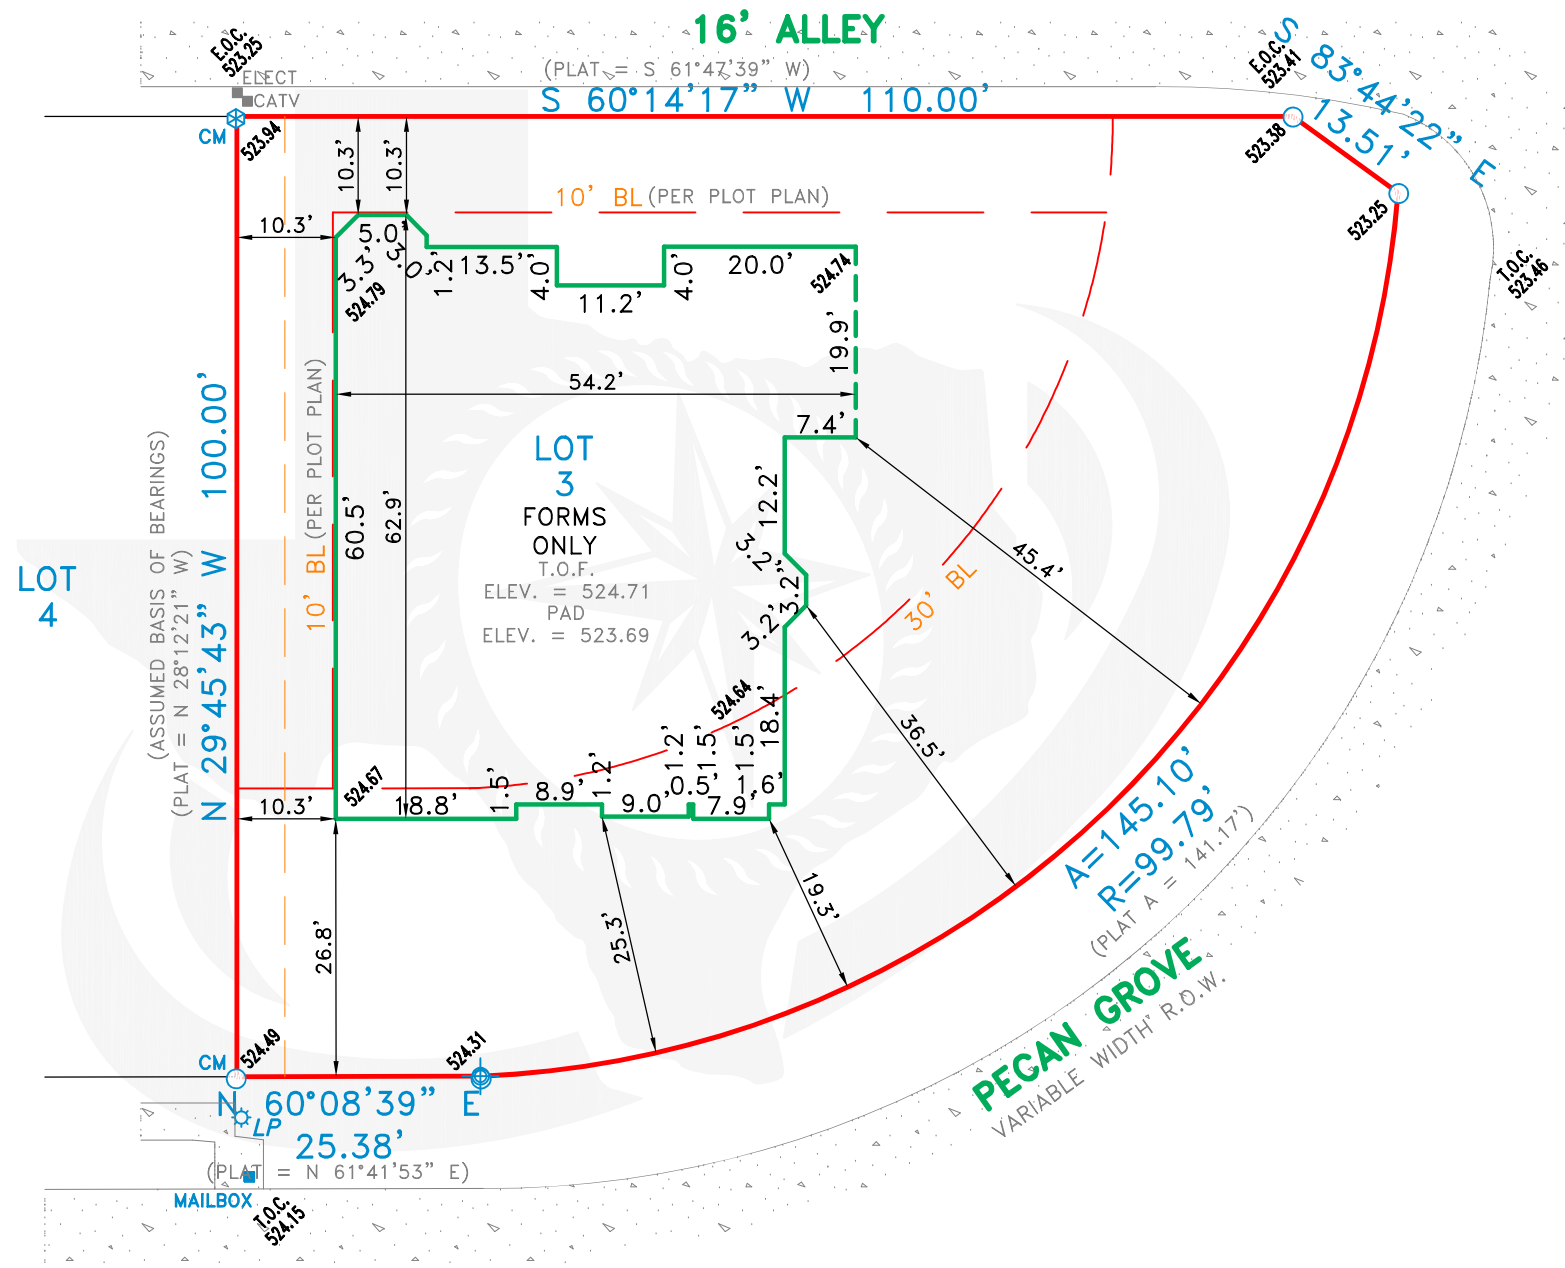 16' ALLEY
(PLAT = S 61°47'39" W)
S 60°14'17" W 110.00'
E.O.C.
523.25
ELECT
CATV
CM
523.94
E.O.C.
523.41
S 83°44'22" E
13.51'
523.38
523.25
T.O.C.
523.46
10.3'
10.3'
10' BL (PER PLOT PLAN)
10.3'
5.0'
3.3'
3.0'
1.2'
13.5'
4.0'
11.2'
4.0'
20.0'
524.74
524.79
19.9'
54.2'
7.4'
LOT
3
FORMS
ONLY
T.O.F.
ELEV. = 524.71
PAD
ELEV. = 523.69
12.2'
3.2'
3.2'
3.2'
45.4'
30' BL
60.5'
62.9'
10' BL (PER PLOT PLAN)
(ASSUMED BASIS OF BEARINGS)
(PLAT = N 28°12'21" W)
N 29°45'43" W 100.00'
LOT
4
524.64
18.4'
36.5'
524.67
10.3'
18.8'
1.5'
8.9'
1.2'
9.0'
1.2'
0.5'
1.5'
7.9'
1.5'
1.6'
26.8'
25.3'
19.3'
A=145.10'
R=99.79'
(PLAT A = 141.17')
PECAN GROVE
VARIABLE WIDTH R.O.W.
CM
524.49
524.31
N 60°08'39" E
25.38'
(PLAT = N 61°41'53" E)
LP
MAILBOX
T.O.C.
524.15